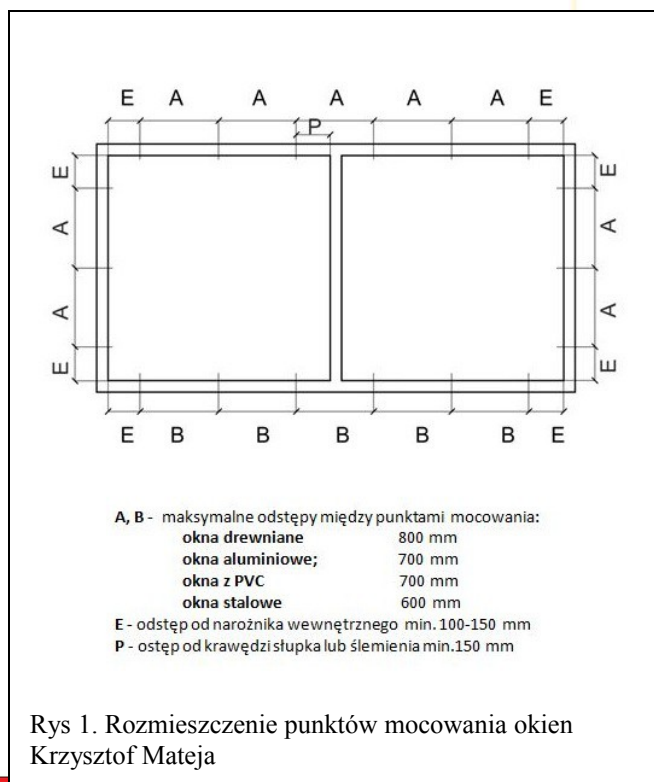 E A A A A A E
P
E E
A A
A A
E E
E B B B B B E
A, B - maksymalne odstępy między punktami mocowania:
okna drewniane 800 mm
okna aluminiowe; 700 mm
okna z PVC 700 mm
okna stalowe 600 mm
E - odstęp od narożnika wewnętrznego min. 100-150 mm
P - ostęp od krawędzi słupka lub ślemienia min.150 mm
Rys 1. Rozmieszczenie punktów mocowania okien
Krzysztof Mateja